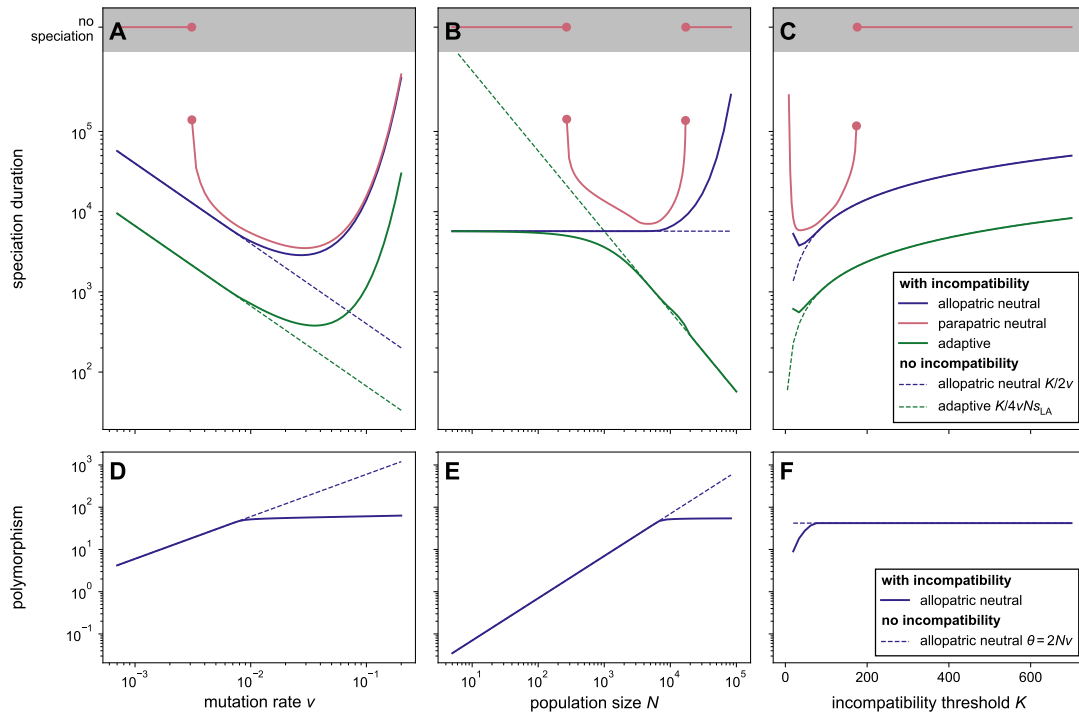 no
speciation
A
B
C
speciation duration
10⁵
10⁴
10³
10²
with incompatibility
allopatric neutral
parapatric neutral
adaptive
no incompatibility
allopatric neutral K/2v
adaptive K/4vNs_LA
D
E
F
polymorphism
10³
10²
10¹
10⁰
10⁻¹
with incompatibility
allopatric neutral
no incompatibility
allopatric neutral θ = 2Nv
10⁻³ 10⁻² 10⁻¹
10¹ 10² 10³ 10⁴ 10⁵
0 200 400 600
mutation rate v
population size N
incompatibility threshold K